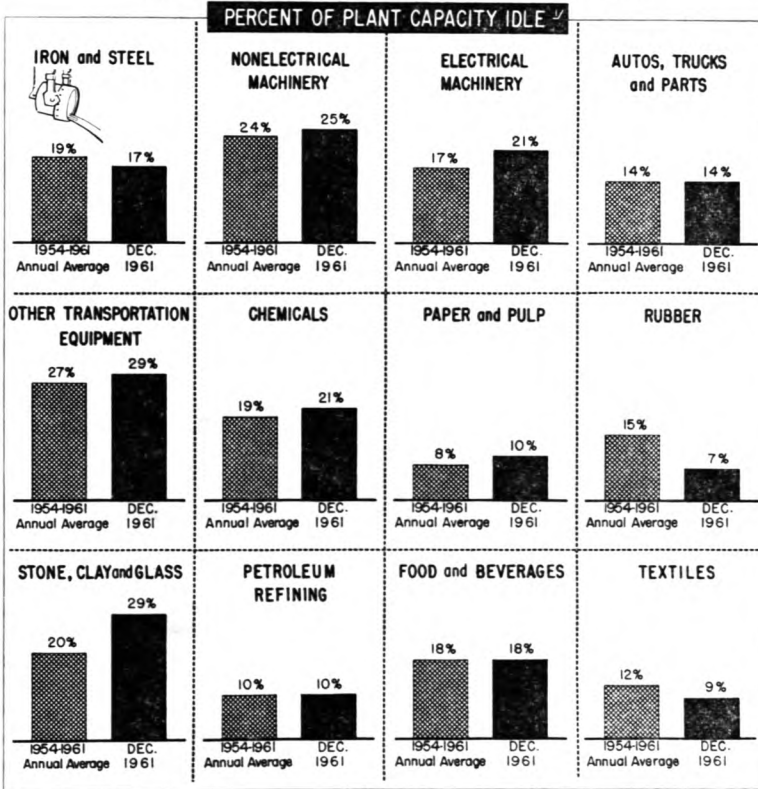 PERCENT OF PLANT CAPACITY IDLE 1/
IRON and STEEL
19%
17%
1954-1961
Annual Average
DEC.
1961
NONELECTRICAL
MACHINERY
24%
25%
1954-1961
Annual Average
DEC.
1961
ELECTRICAL
MACHINERY
17%
21%
1954-1961
Annual Average
DEC.
1961
AUTOS, TRUCKS
and PARTS
14%
14%
1954-1961
Annual Average
DEC.
1961
OTHER TRANSPORTATION
EQUIPMENT
27%
29%
1954-1961
Annual Average
DEC.
1961
CHEMICALS
19%
21%
1954-1961
Annual Average
DEC.
1961
PAPER and PULP
8%
10%
1954-1961
Annual Average
DEC.
1961
RUBBER
15%
7%
1954-1961
Annual Average
DEC.
1961
STONE, CLAY and GLASS
20%
29%
1954-1961
Annual Average
DEC.
1961
PETROLEUM
REFINING
10%
10%
1954-1961
Annual Average
DEC.
1961
FOOD and BEVERAGES
18%
18%
1954-1961
Annual Average
DEC.
1961
TEXTILES
12%
9%
1954-1961
Annual Average
DEC.
1961